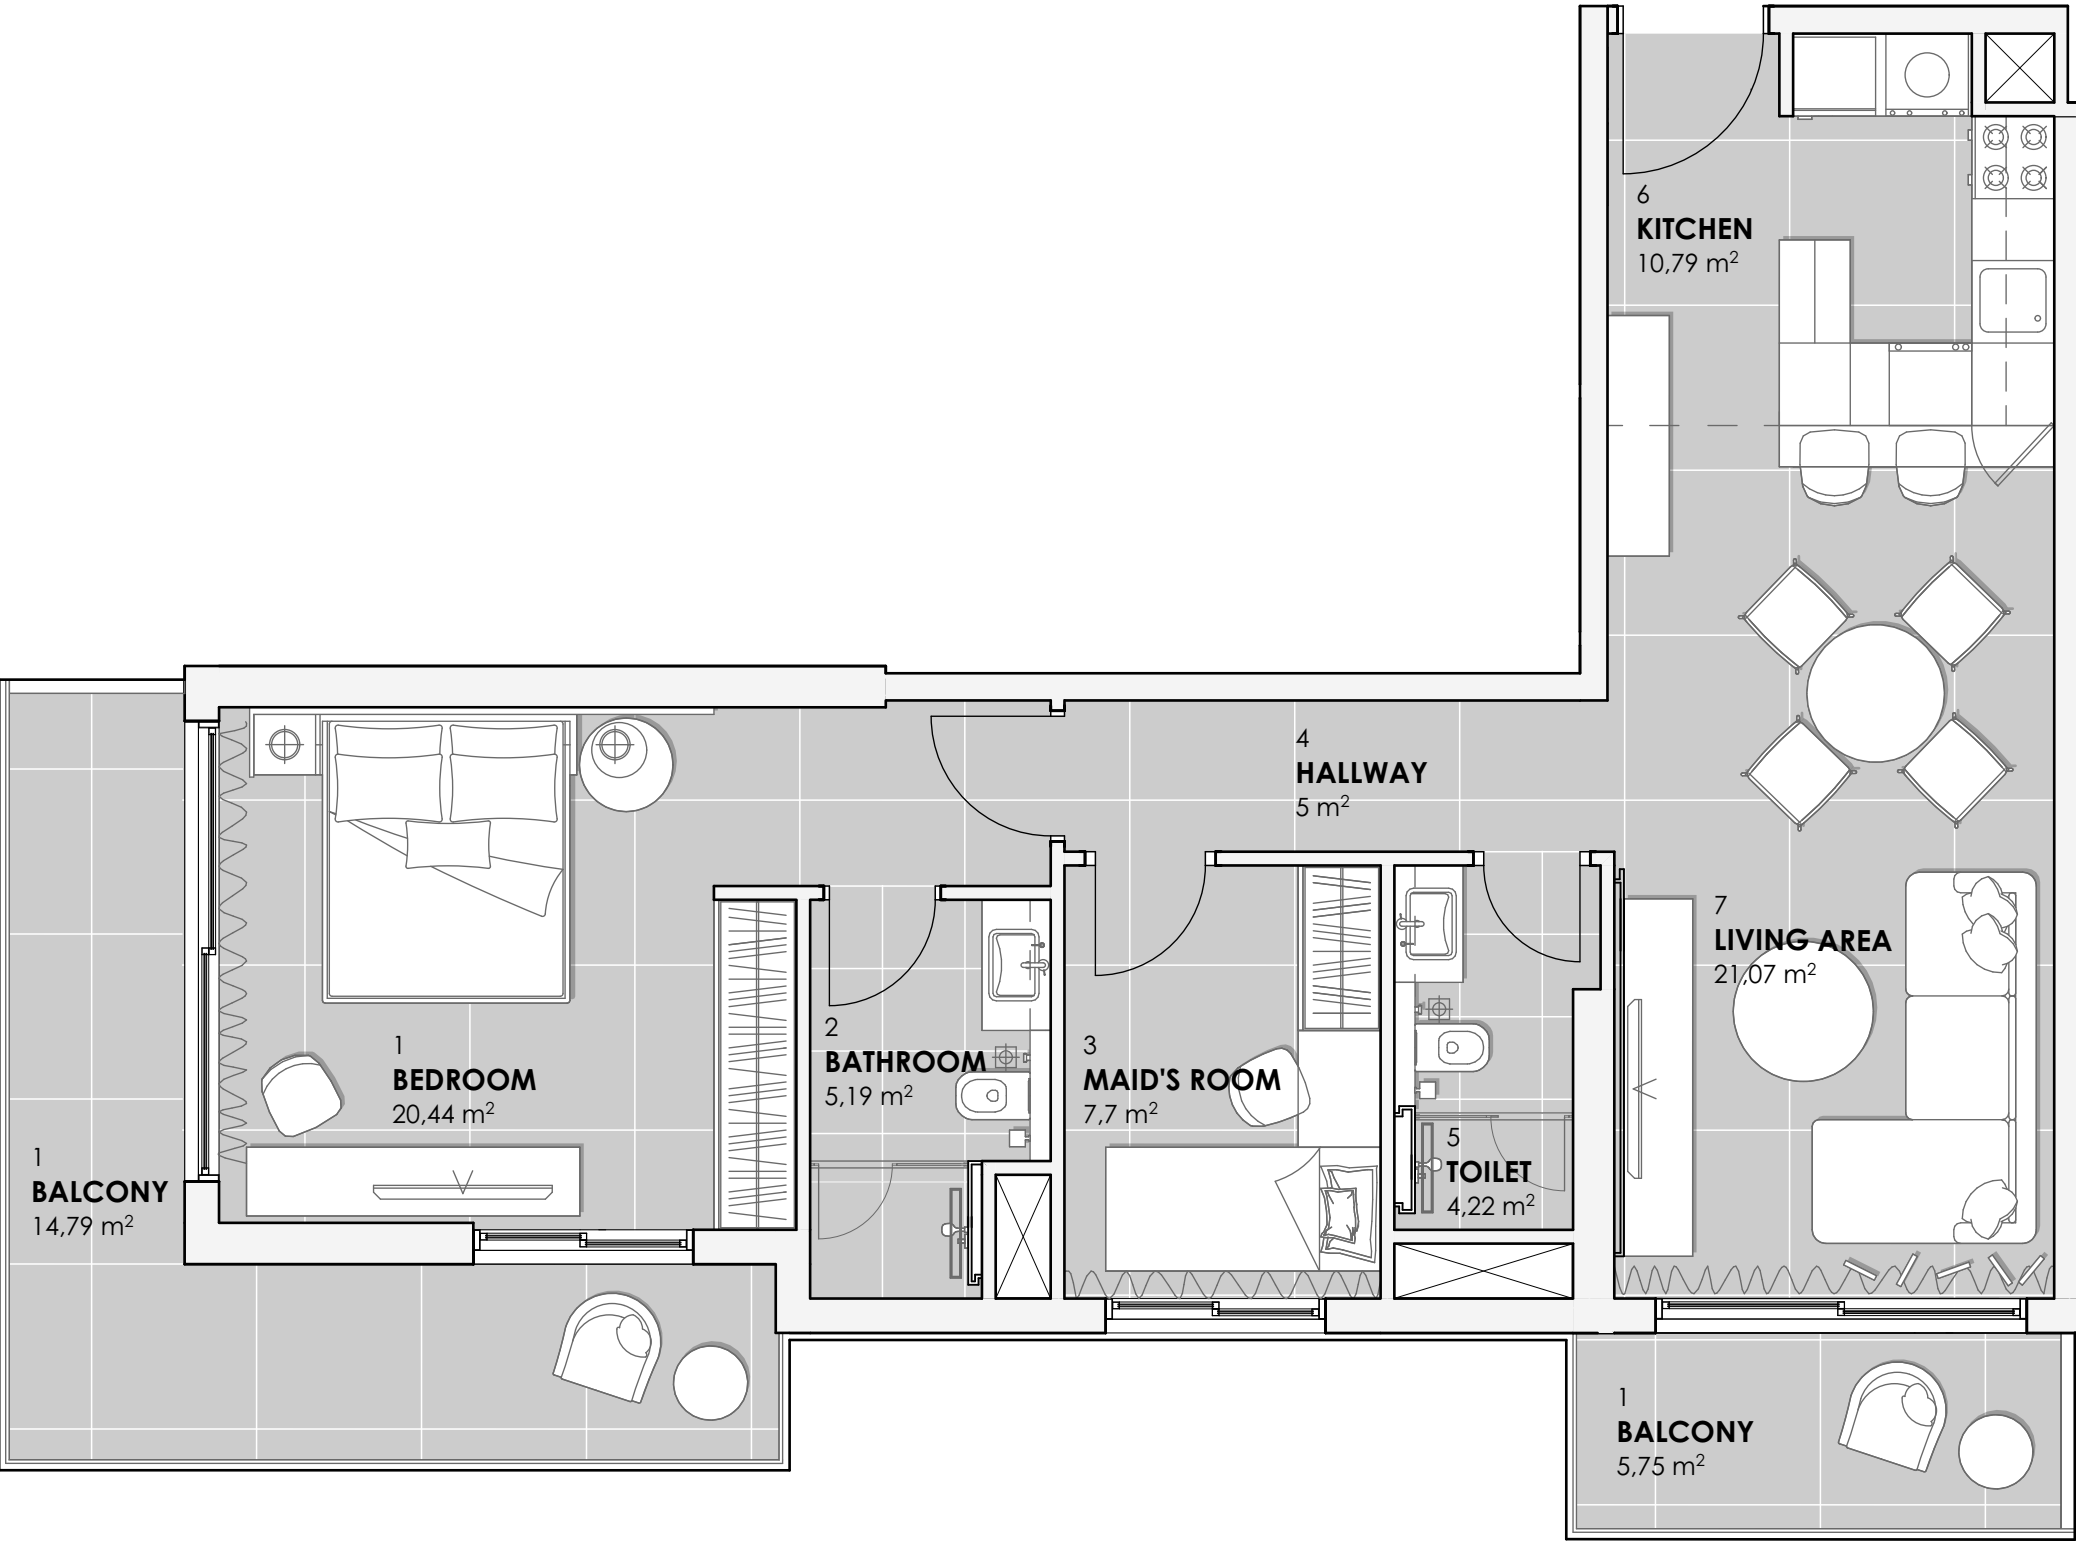 6
KITCHEN
10,79 m²
4
HALLWAY
5 m²
7
LIVING AREA
21,07 m²
1
BEDROOM
20,44 m²
2
BATHROOM
5,19 m²
3
MAID'S ROOM
7,7 m²
5
TOILET
4,22 m²
1
BALCONY
14,79 m²
1
BALCONY
5,75 m²